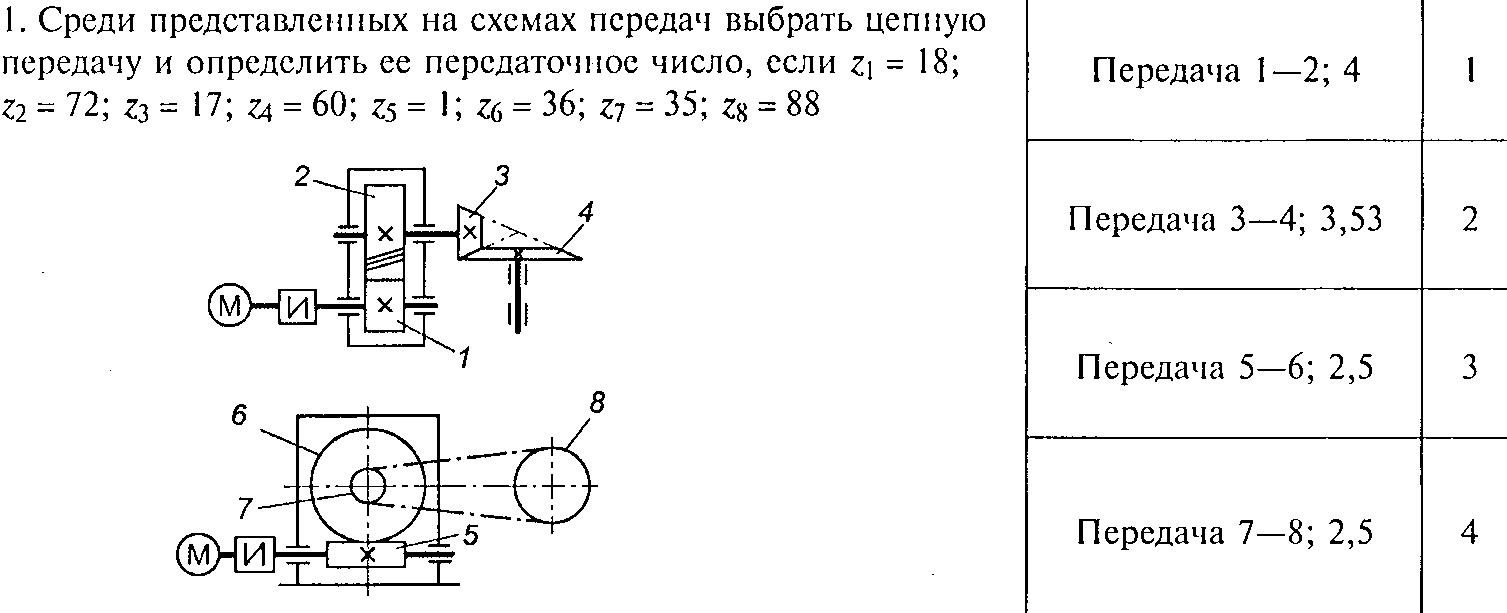 1. Среди представленных на схемах передач выбрать цепную
передачу и определить ее передаточное число, если z₁ = 18;
z₂ = 72; z₃ = 17; z₄ = 60; z₅ = 1; z₆ = 36; z₇ = 35; z₈ = 88
2
3
4
М
И
1
6
8
7
5
М
И
Передача 1—2; 4 1
Передача 3—4; 3,53 2
Передача 5—6; 2,5 3
Передача 7—8; 2,5 4